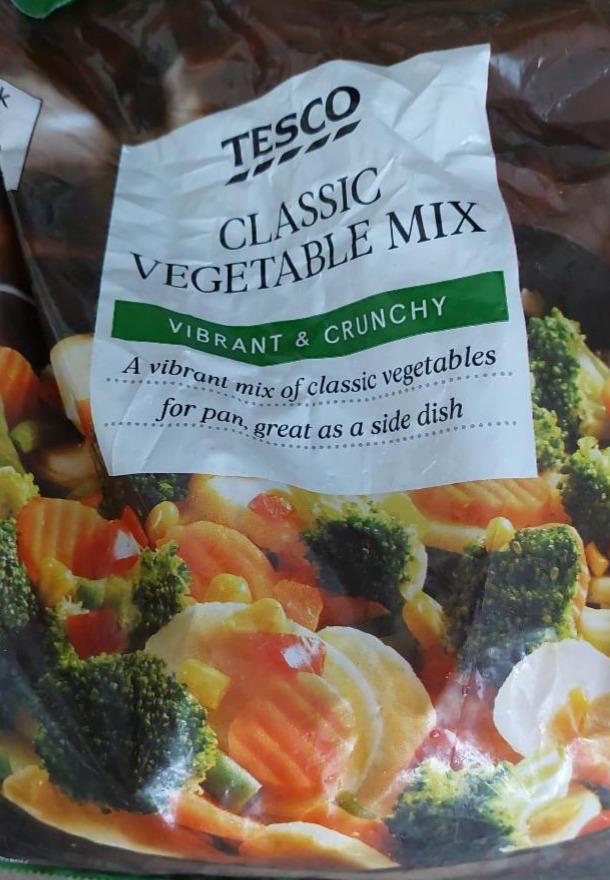 TESCO
CLASSIC
VEGETABLE MIX
VIBRANT & CRUNCHY
A vibrant mix of classic vegetables
for pan, great as a side dish